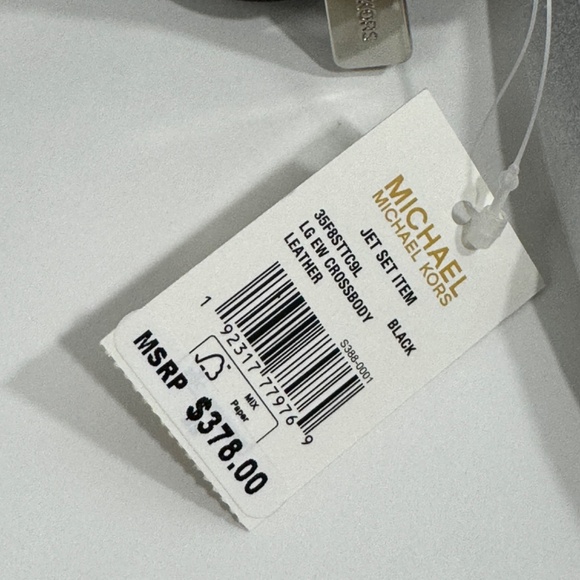 MICHAEL
MICHAEL KORS
JET SET ITEM
35F8STTC9L
LG EW CROSSBODY
LEATHER
BLACK
S388-0001
1 92317 77976 9
MIX
Paper
MSRP $378.00